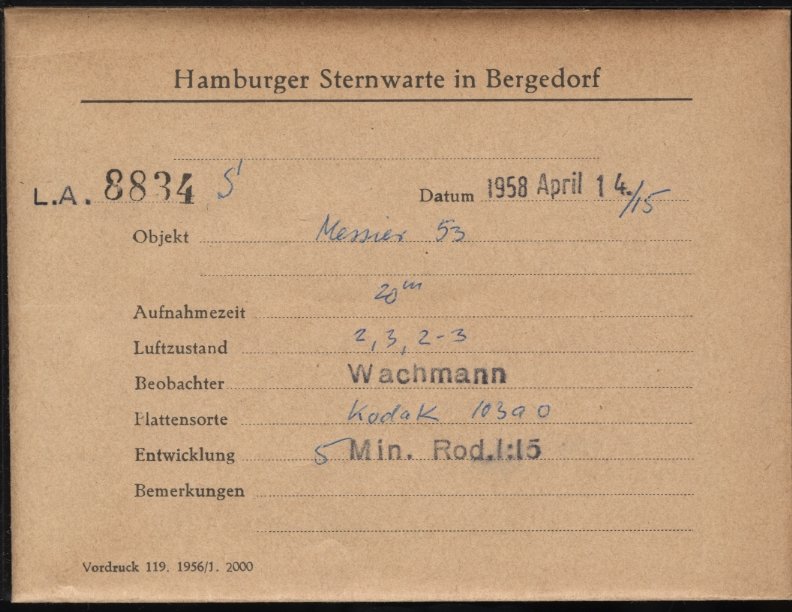 Hamburger Sternwarte in Bergedorf
L.A. 8834 S' Datum 1958 April 14./15
Objekt Messier 53
Aufnahmezeit 20m
Luftzustand 2, 3, 2-3
Beobachter Wachmann
Plattensorte Kodak 103a0
Entwicklung 5 Min. Rod.1:15
Bemerkungen
Vordruck 119. 1956/1. 2000